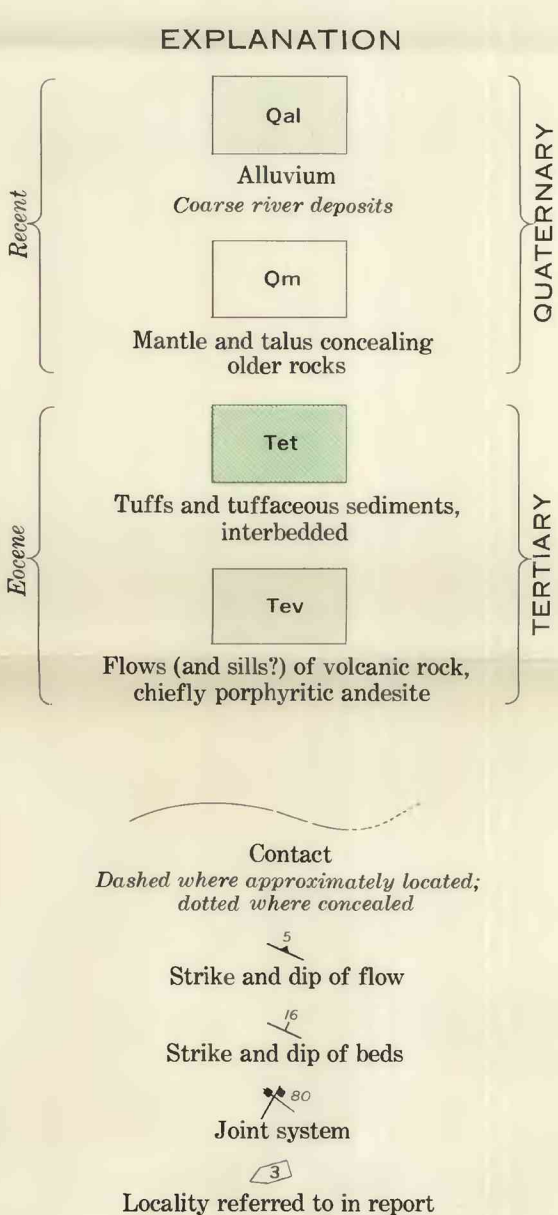 EXPLANATION
Qal
Alluvium
Coarse river deposits
Qm
Mantle and talus concealing
older rocks
Recent
QUATERNARY
Tet
Tuffs and tuffaceous sediments,
interbedded
Tev
Flows (and sills?) of volcanic rock,
chiefly porphyritic andesite
Eocene
TERTIARY
Contact
Dashed where approximately located;
dotted where concealed
5
Strike and dip of flow
16
Strike and dip of beds
80
Joint system
3
Locality referred to in report